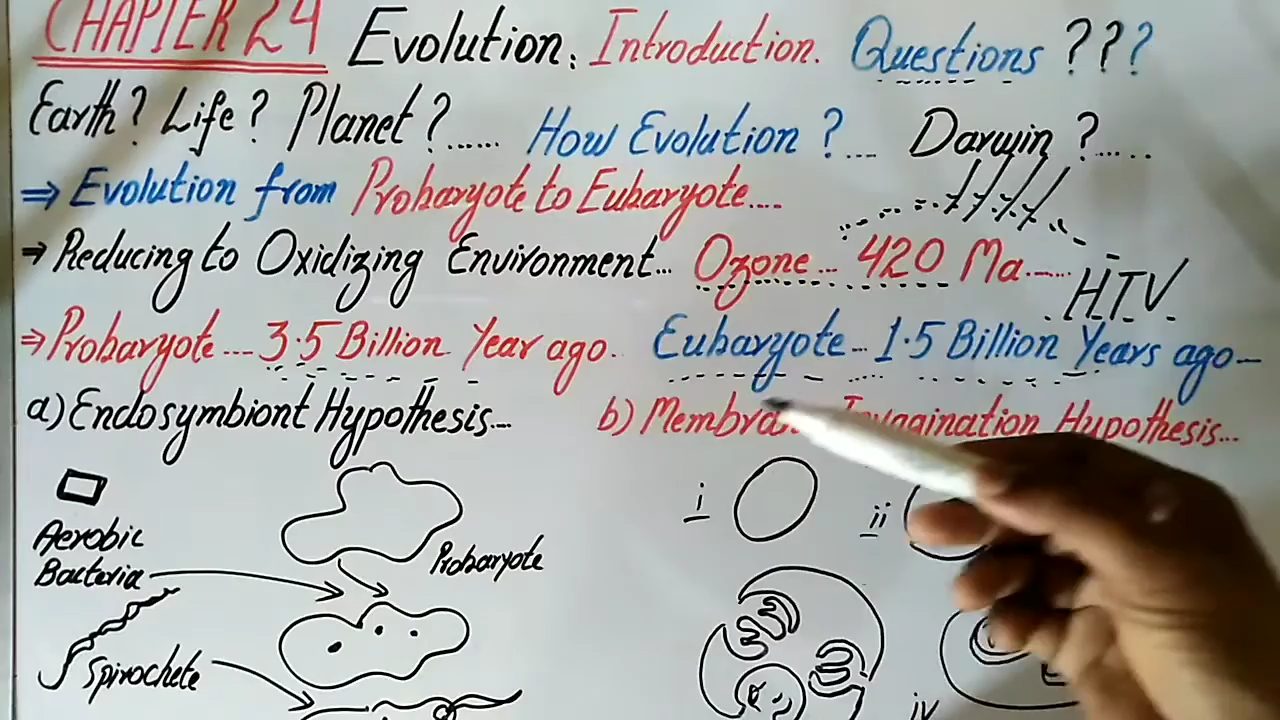 CHAPTER 24 Evolution: Introduction. Questions ???
Earth? Life? Planet?...... How Evolution?.... Darwin?.....
⇒ Evolution from Prokaryote to Eukaryote....
⇒ Reducing to Oxidizing Environment... Ozone... 420 Ma......
HTV
⇒ Prokaryote.... 3.5 Billion Year ago. Eukaryote... 1.5 Billion Years ago—
a) Endosymbiont Hypothesis... b) Membra Invagination Hypothesis...
i ii
Aerobic
Bacteria
Prokaryote
Spirochete
iv